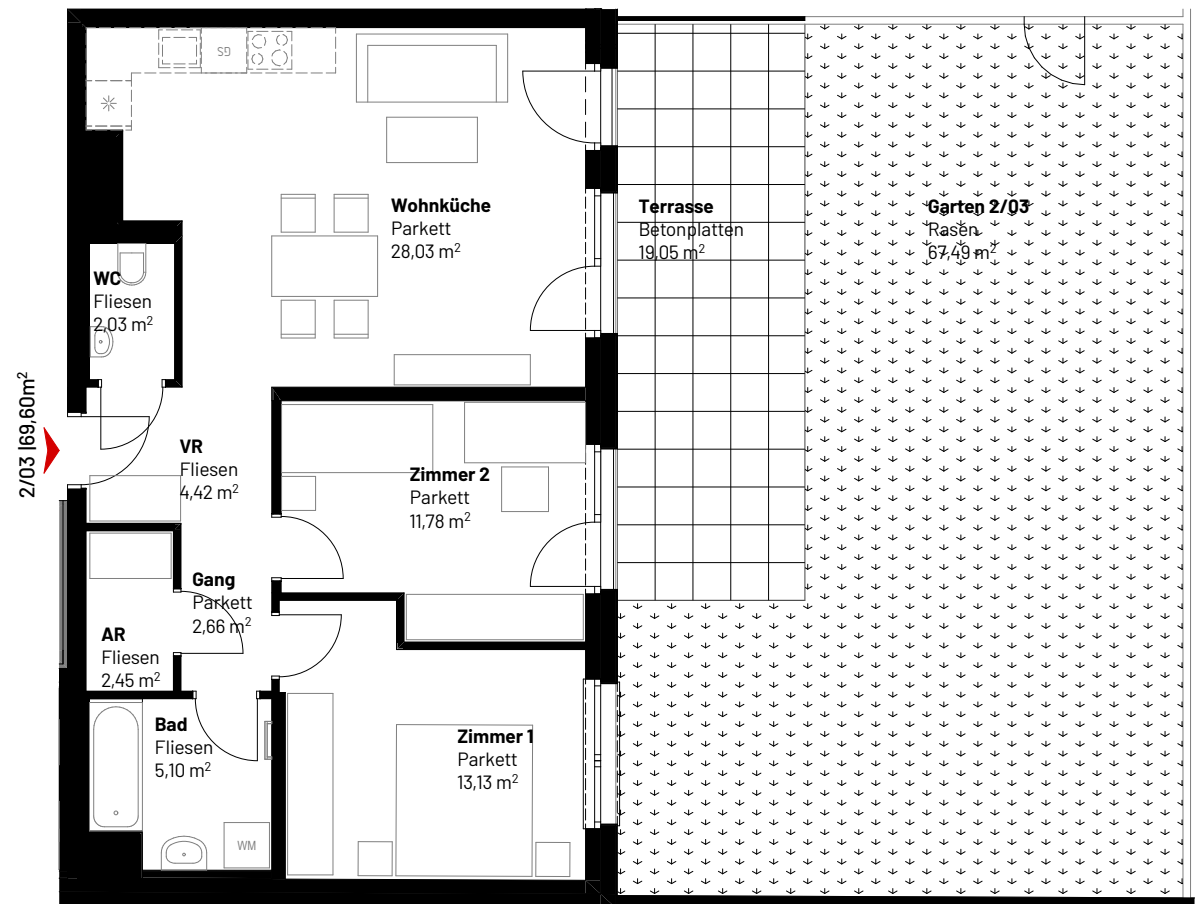 GS
Wohnküche
Parkett
28,03 m²
Terrasse
Betonplatten
19,05 m²
Garten 2/03
Rasen
67,49 m²
WC
Fliesen
2,03 m²
2/03 |69,60m²
VR
Fliesen
4,42 m²
Zimmer 2
Parkett
11,78 m²
Gang
Parkett
2,66 m²
AR
Fliesen
2,45 m²
Bad
Fliesen
5,10 m²
Zimmer 1
Parkett
13,13 m²
WM